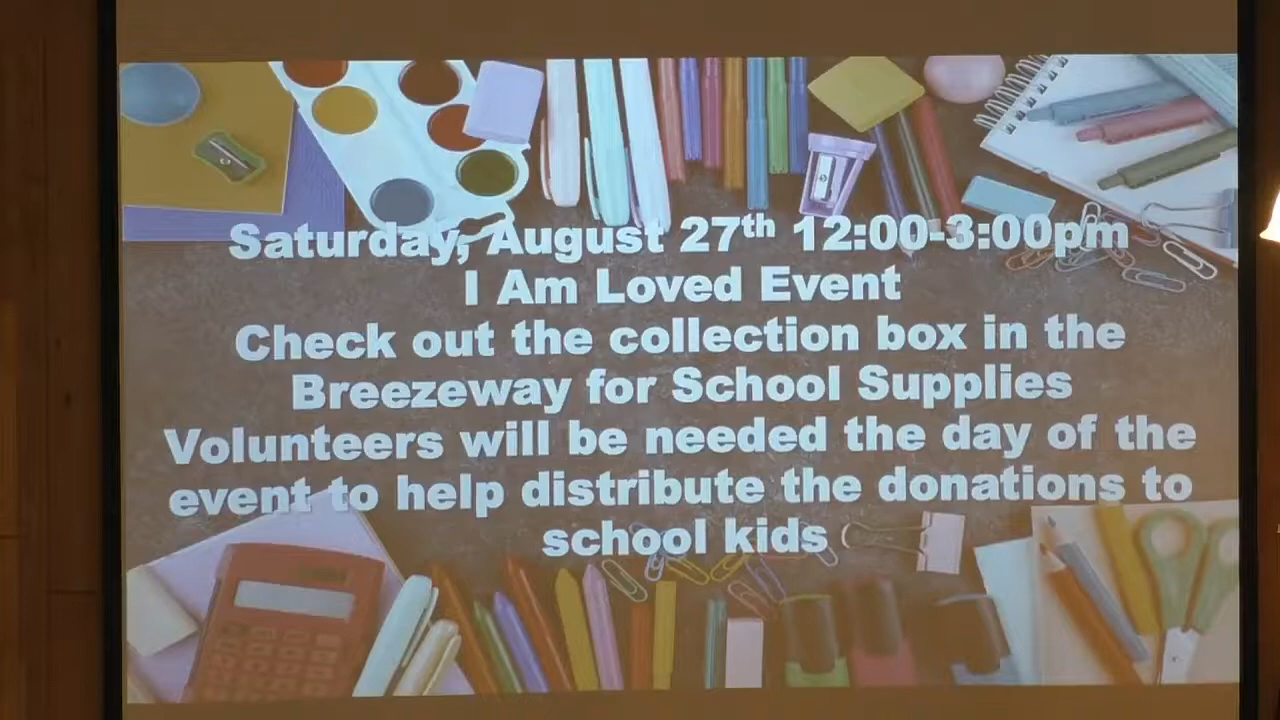 Saturday, August 27th 12:00-3:00pm
I Am Loved Event
Check out the collection box in the
Breezeway for School Supplies
Volunteers will be needed the day of the
event to help distribute the donations to
school kids